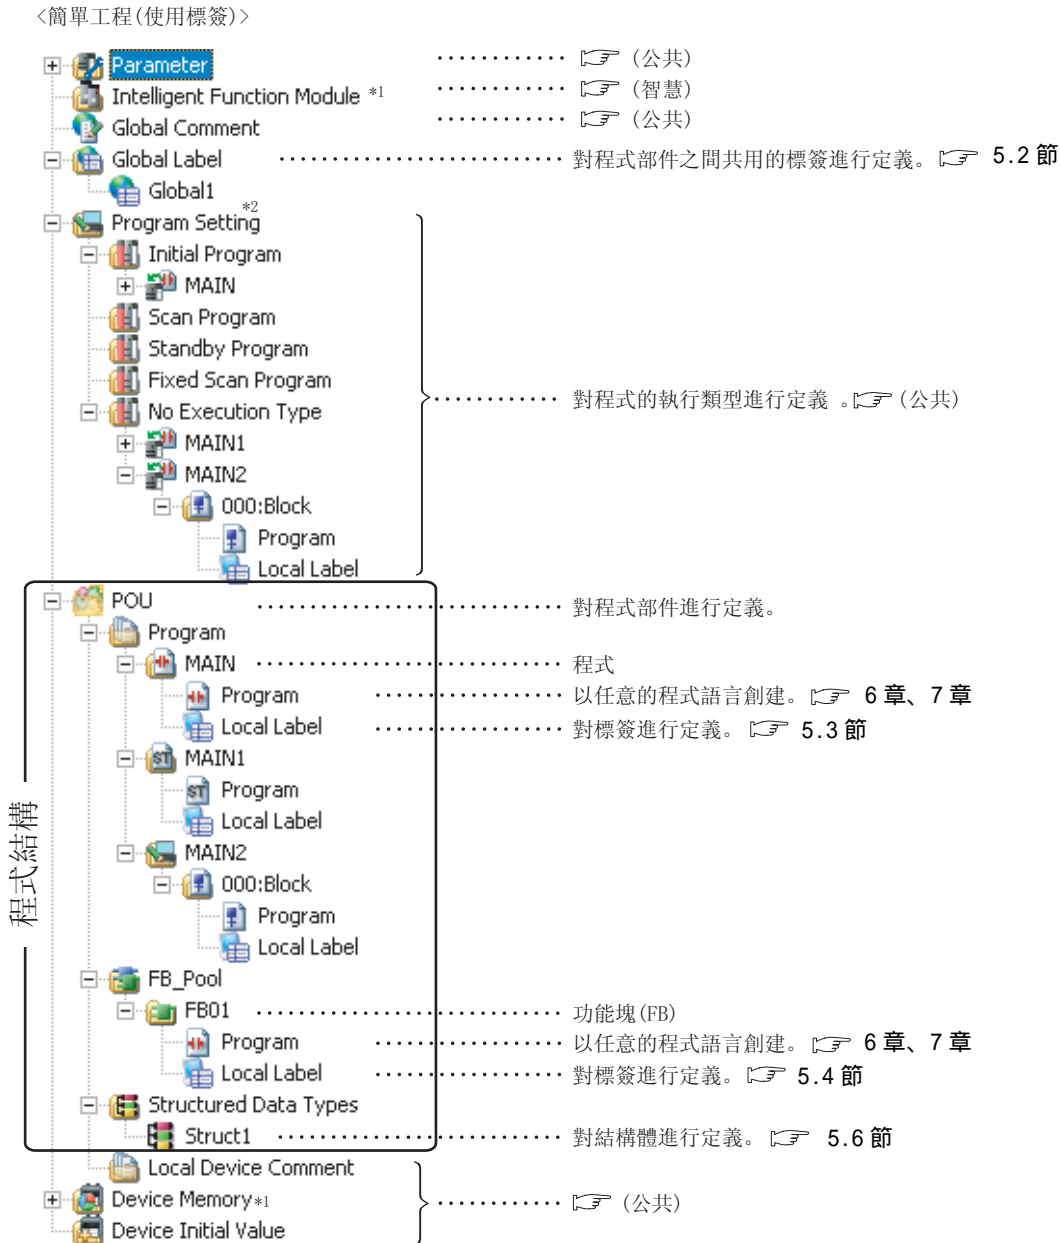 <簡單工程(使用標簽)>
Parameter ············ ☞ (公共)
Intelligent Function Module *1 ············ ☞ (智慧)
Global Comment ············ ☞ (公共)
Global Label ·························· 對程式部件之間共用的標簽進行定義。☞ 5.2 節
Global1
Program Setting *2
Initial Program
MAIN
Scan Program
Standby Program
Fixed Scan Program
No Execution Type ············ 對程式的執行類型進行定義 。☞ (公共)
MAIN1
MAIN2
000:Block
Program
Local Label
程式結構
POU ···························· 對程式部件進行定義。
Program
MAIN ···························· 程式
Program ·················· 以任意的程式語言創建。☞ 6 章、7 章
Local Label ·················· 對標簽進行定義。☞ 5.3 節
MAIN1
ST Program
Local Label
MAIN2
000:Block
Program
Local Label
FB_Pool
FB01 ···························· 功能塊(FB)
Program ·················· 以任意的程式語言創建。☞ 6 章、7 章
Local Label ·················· 對標簽進行定義。☞ 5.4 節
Structured Data Types
Struct1 ·························· 對結構體進行定義。☞ 5.6 節
Local Device Comment
Device Memory *1 ············ ☞ (公共)
Device Initial Value